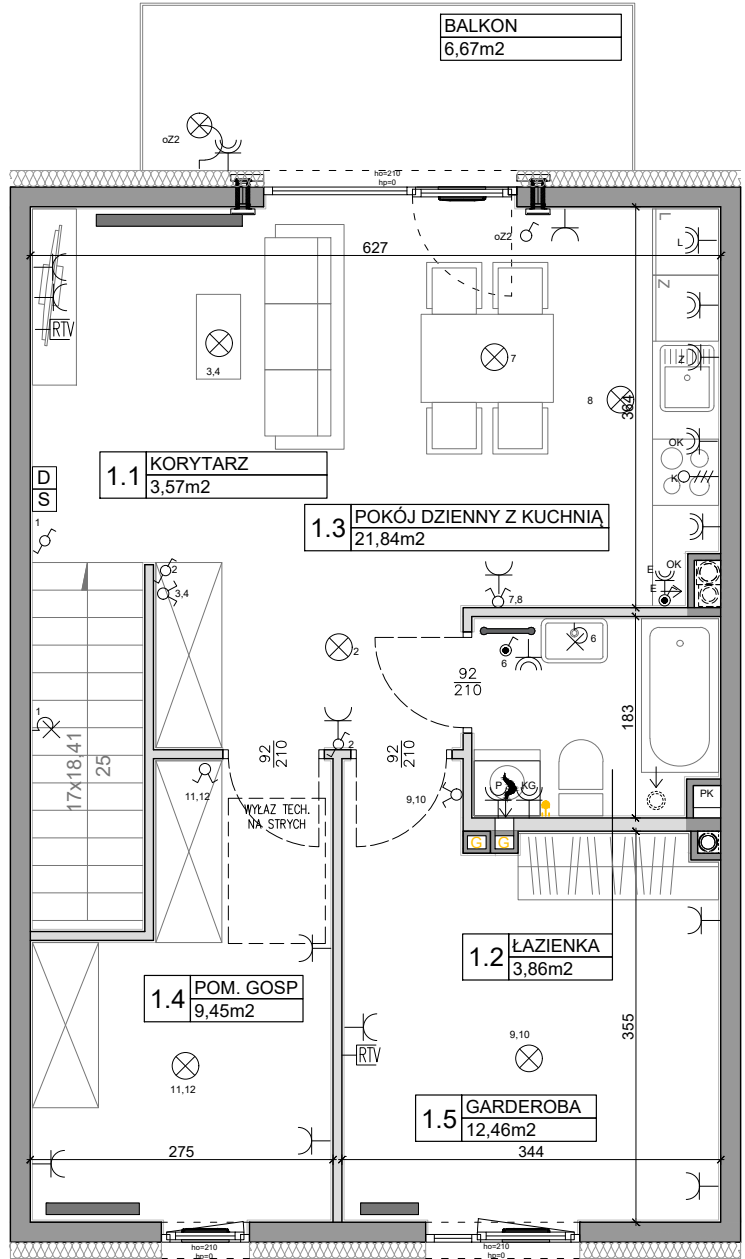 BALKON
6,67m2
oZ2
ho=210
hp=0
oZ2
627
L
Z
RTV
3,4
7
Z
8
364
OK
K
1.1 KORYTARZ
3,57m2
D
S
1.3 POKÓJ DZIENNY Z KUCHNIĄ
21,84m2
1
2
3,4
7,8
E OK
E
2
6
6
92
210
183
1
17x18,41
25
92
210
2
92
210
11,12
9,10
P
KG
PK
WYŁAZ TECH.
NA STRYCH
G
G
1.2 ŁAZIENKA
3,86m2
1.4 POM. GOSP
9,45m2
355
RTV
9,10
11,12
1.5 GARDEROBA
12,46m2
275
344
ho=210
hp=0
ho=210
hp=0